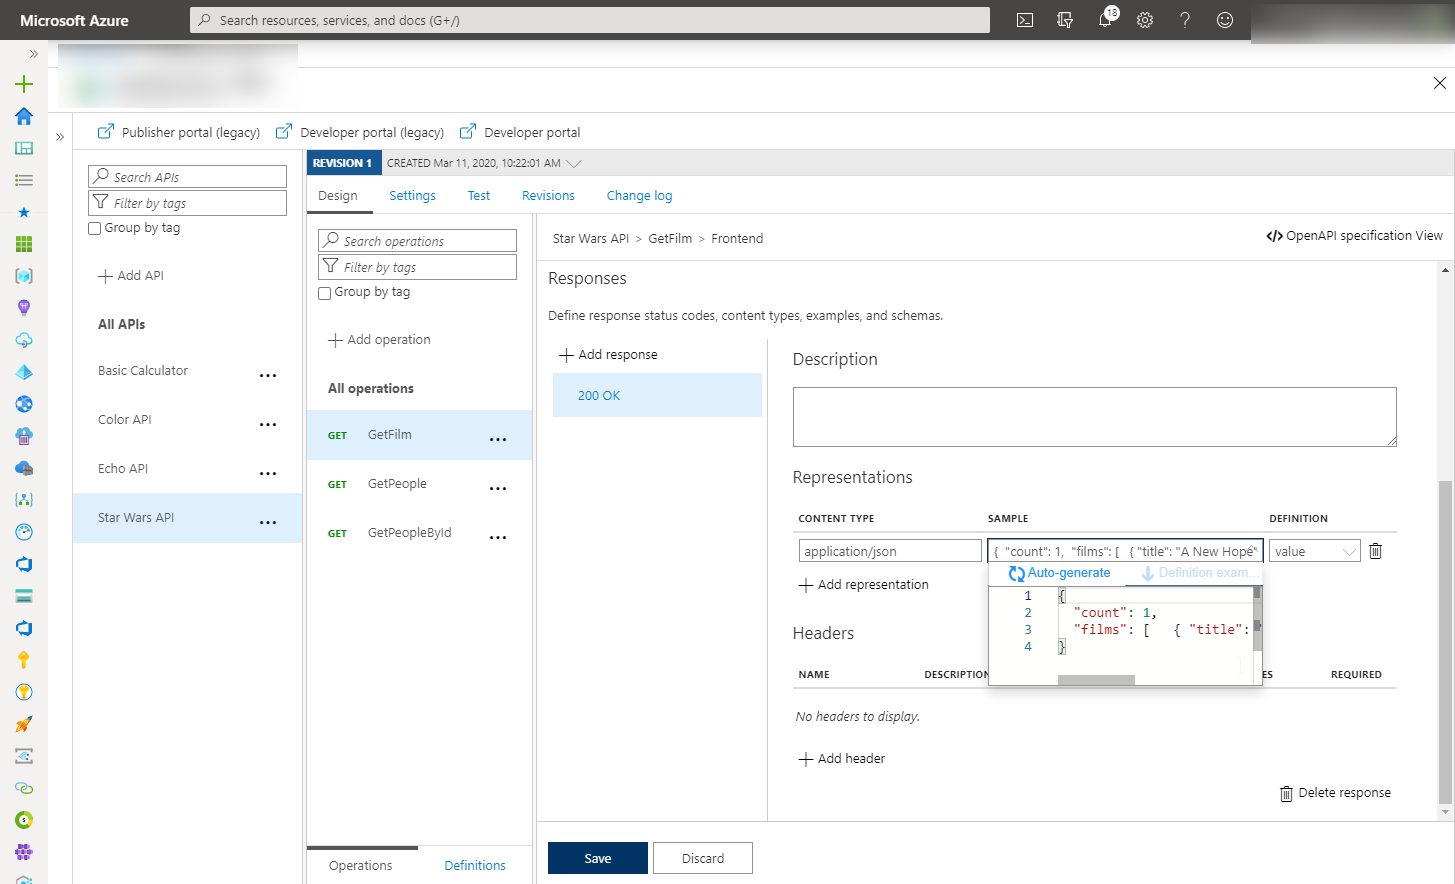 Microsoft Azure
Search resources, services, and docs (G+/)
18
Publisher portal (legacy)
Developer portal (legacy)
Developer portal
Search APIs
Filter by tags
Group by tag
Add API
All APIs
Basic Calculator
Color API
Echo API
Star Wars API
REVISION 1
CREATED Mar 11, 2020, 10:22:01 AM
Design
Settings
Test
Revisions
Change log
Search operations
Filter by tags
Group by tag
Add operation
All operations
GET GetFilm
GET GetPeople
GET GetPeopleById
Operations
Definitions
Star Wars API > GetFilm > Frontend
</> OpenAPI specification View
Responses
Define response status codes, content types, examples, and schemas.
Add response
200 OK
Description
Representations
CONTENT TYPE SAMPLE DEFINITION
application/json
{ "count": 1, "films": [ { "title": "A New Hope"
value
Auto-generate
Definition exam...
1 {
2 "count": 1,
3 "films": [ { "title": "
4 }
Add representation
Headers
NAME DESCRIPTION ES REQUIRED
No headers to display.
Add header
Delete response
Save
Discard